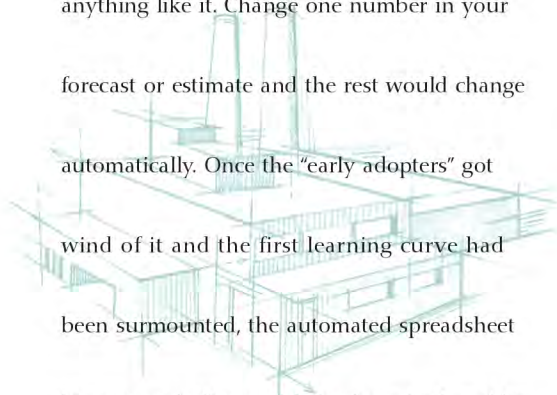 anything like it. Change one number in your
forecast or estimate and the rest would change
automatically. Once the “early adopters” got
wind of it and the first learning curve had
been surmounted, the automated spreadsheet